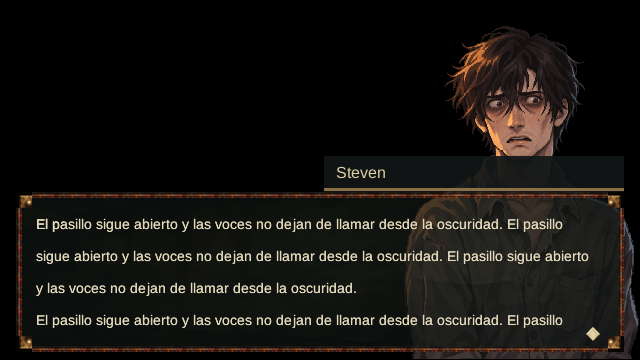 Steven
El pasillo sigue abierto y las voces no dejan de llamar desde la oscuridad. El pasillo
sigue abierto y las voces no dejan de llamar desde la oscuridad. El pasillo sigue abierto
y las voces no dejan de llamar desde la oscuridad.
El pasillo sigue abierto y las voces no dejan de llamar desde la oscuridad. El pasillo